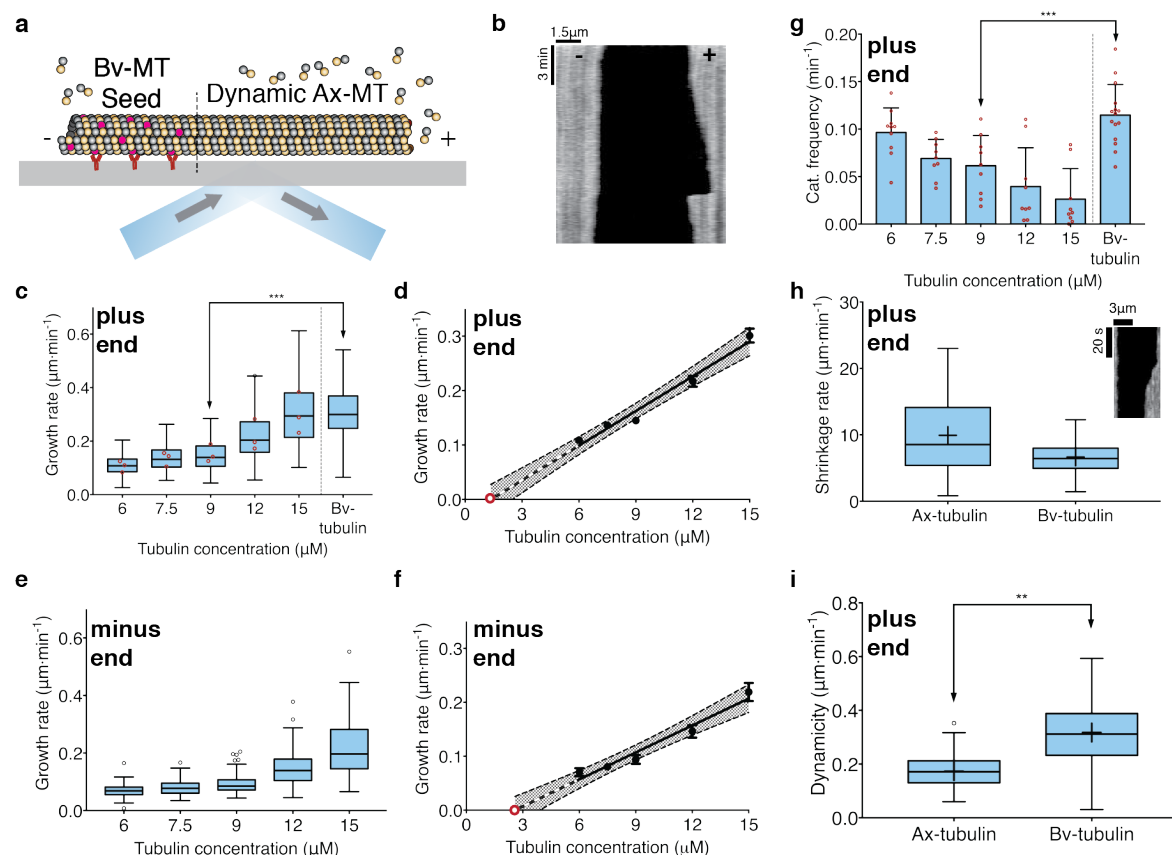 a
Bv-MT
Seed
Dynamic Ax-MT
-
+
b
1.5µm
3 min
-
+
c
plus
end
***
Growth rate (µm·min-1)
0.6
0.4
0.2
0.0
6 7.5 9 12 15 Bv-
tubulin
Tubulin concentration (µM)
d
plus
end
Growth rate (µm·min-1)
0.3
0.2
0.1
0.0
0 3 6 9 12 15
Tubulin concentration (µM)
e
minus
end
Growth rate (µm·min-1)
0.6
0.4
0.2
0.0
6 7.5 9 12 15
Tubulin concentration (µM)
f
minus
end
Growth rate (µm·min-1)
0.3
0.2
0.1
0.0
0 3 6 9 12 15
Tubulin concentration (µM)
g
plus
end
***
Cat. frequency (min-1)
0.20
0.15
0.10
0.05
0.00
6 7.5 9 12 15 Bv-
tubulin
Tubulin concentration (µM)
h
plus
end
3µm
20 s
Shrinkage rate (µm·min-1)
30
20
10
0
Ax-tubulin Bv-tubulin
i
plus
end
**
Dynamicity (µm·min-1)
0.8
0.6
0.4
0.2
0.0
Ax-tubulin Bv-tubulin